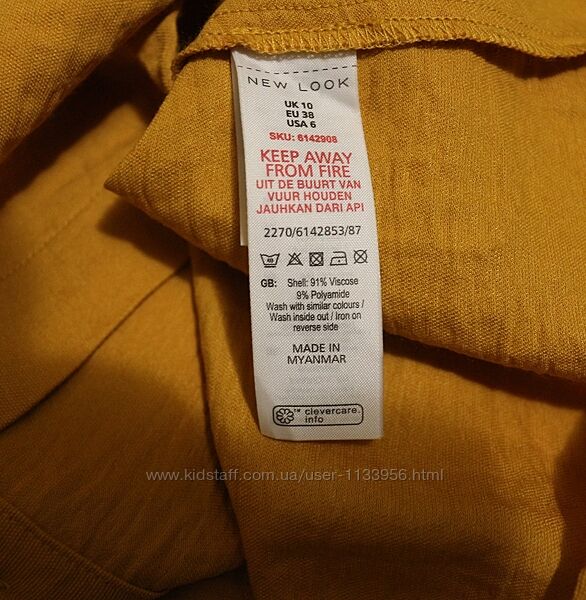 NEW LOOK
UK 10
EU 38
USA 6
SKU: 6142908
KEEP AWAY
FROM FIRE
UIT DE BUURT VAN
VUUR HOUDEN
JAUHKAN DARI API
2270/6142853/87
GB: Shell: 91% Viscose
9% Polyamide
Wash with similar colours /
Wash inside out / Iron on
reverse side
MADE IN
MYANMAR
™ clevercare.
info
www.kidstaff.com.ua/user-1133956.html